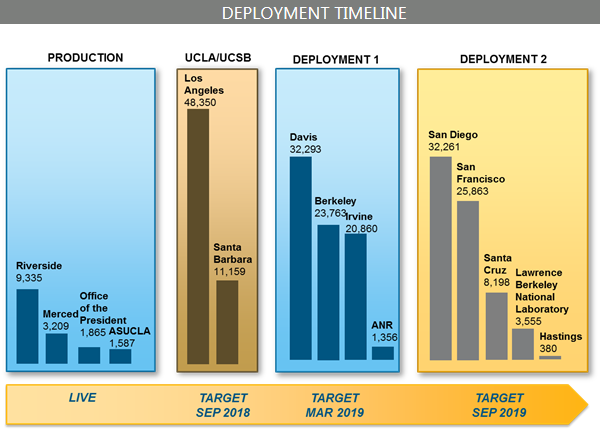 DEPLOYMENT TIMELINE
PRODUCTION
Riverside
9,335
Merced
3,209
Office
of the
President
1,865
ASUCLA
1,587
LIVE
UCLA/UCSB
Los
Angeles
48,350
Santa
Barbara
11,159
TARGET
SEP 2018
DEPLOYMENT 1
Davis
32,293
Berkeley
23,763
Irvine
20,860
ANR
1,356
TARGET
MAR 2019
DEPLOYMENT 2
San Diego
32,261
San
Francisco
25,863
Santa
Cruz
8,198
Lawrence
Berkeley
National
Laboratory
3,555
Hastings
380
TARGET
SEP 2019